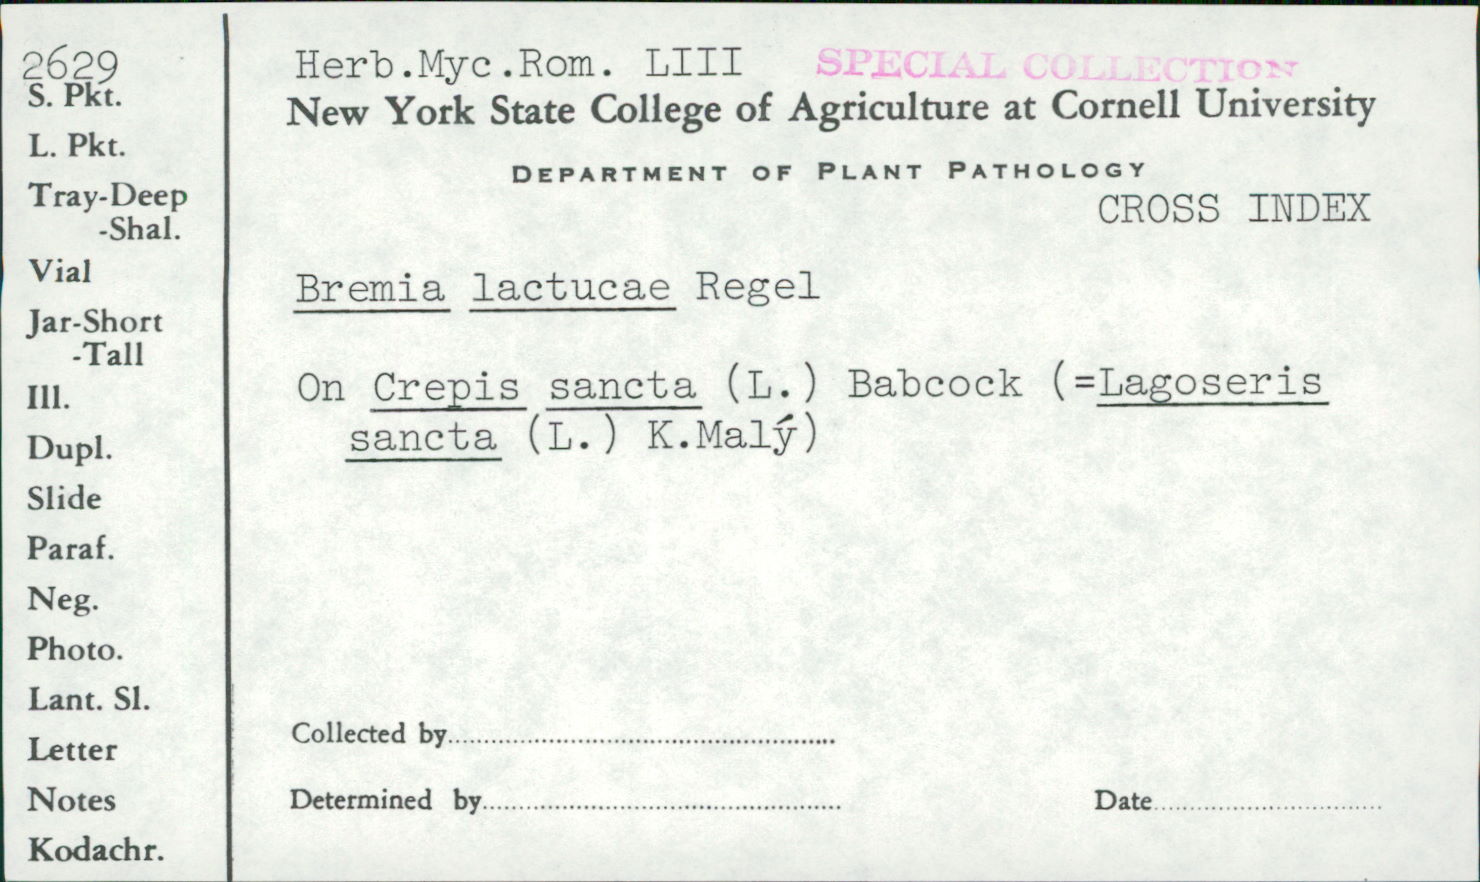 2629
S. Pkt.
L. Pkt.
Tray-Deep
-Shal.
Vial
Jar-Short
-Tall
Ill.
Dupl.
Slide
Paraf.
Neg.
Photo.
Lant. Sl.
Letter
Notes
Kodachr.
Herb.Myc.Rom. LIII SPECIAL COLLECTION
New York State College of Agriculture at Cornell University
DEPARTMENT OF PLANT PATHOLOGY
CROSS INDEX
Bremia lactucae Regel
On Crepis sancta (L.) Babcock (=Lagoseris
sancta (L.) K.Malý)
Collected by
Determined by
Date